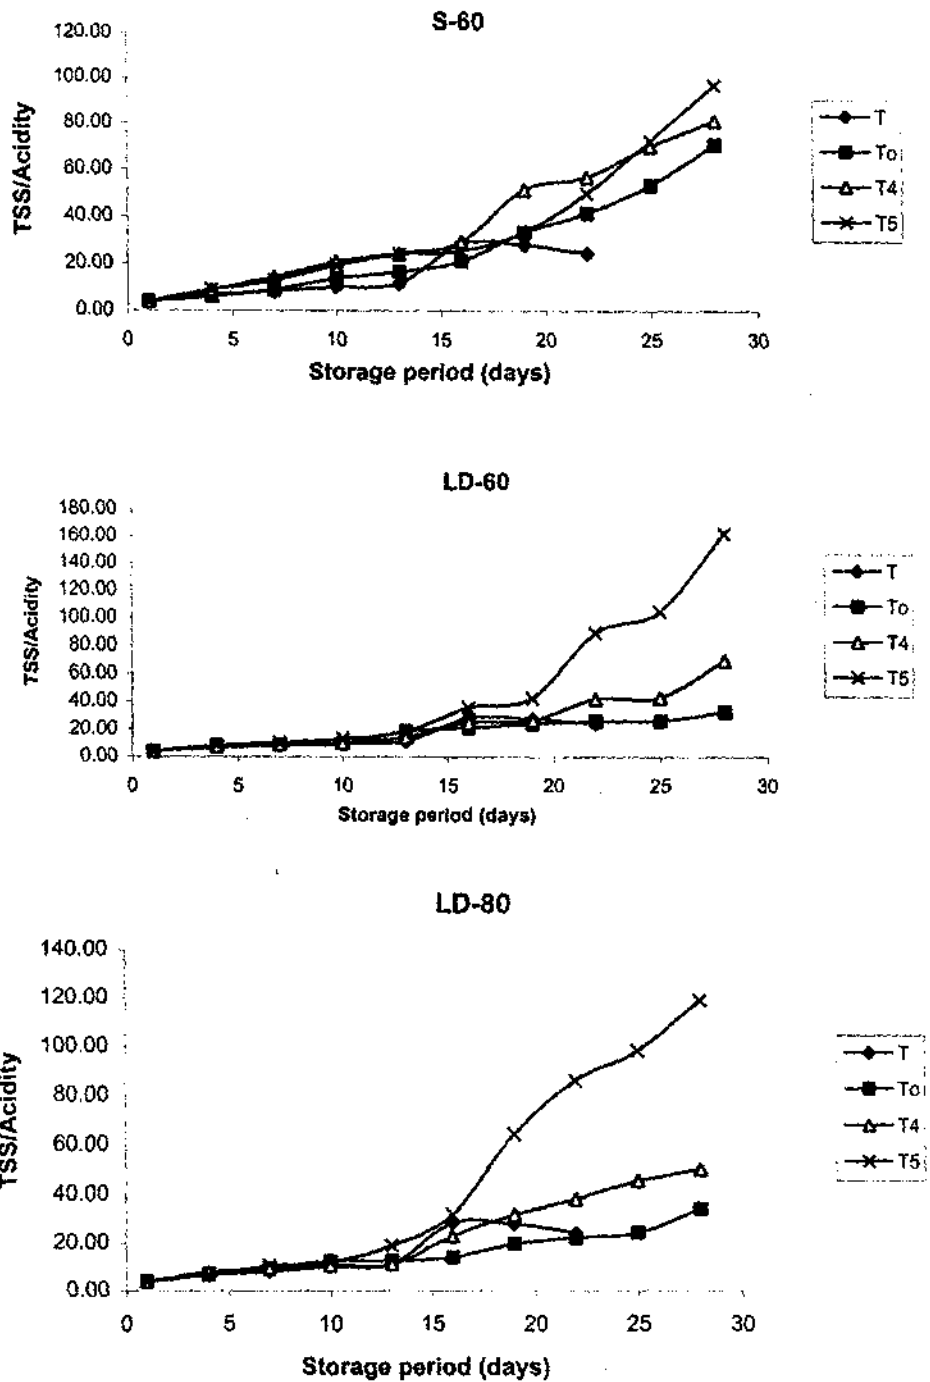 S-60
120.00
100.00
80.00
60.00
40.00
20.00
0.00
TSS/Acidity
0 5 10 15 20 25 30
Storage period (days)
T
To
T4
T5
LD-60
180.00
160.00
140.00
120.00
100.00
80.00
60.00
40.00
20.00
0.00
TSS/Acidity
0 5 10 15 20 25 30
Storage period (days)
T
To
T4
T5
LD-80
140.00
120.00
100.00
80.00
60.00
40.00
20.00
0.00
TSS/Acidity
0 5 10 15 20 25 30
Storage period (days)
T
To
T4
T5